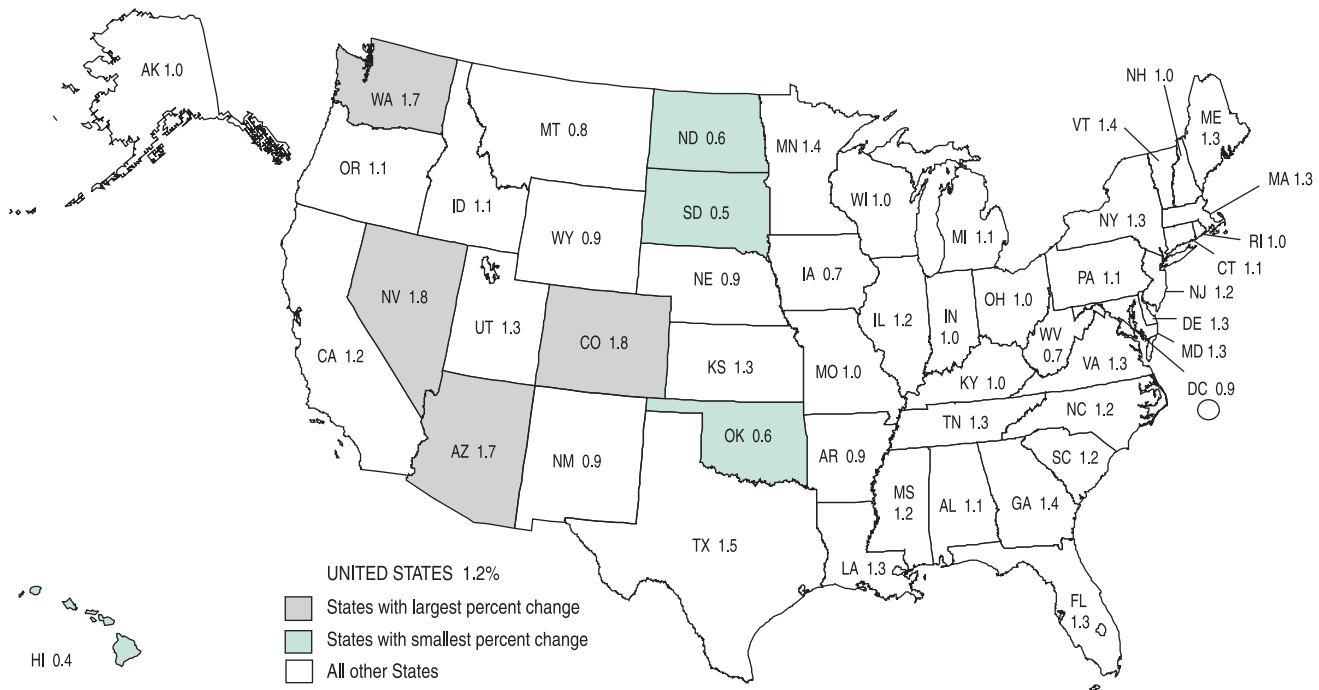 AK 1.0
WA 1.7
MT 0.8
ND 0.6
MN 1.4
NH 1.0
VT 1.4
ME
1.3
OR 1.1
ID 1.1
WY 0.9
SD 0.5
WI 1.0
MI 1.1
NY 1.3
MA 1.3
RI 1.0
CT 1.1
NV 1.8
UT 1.3
CO 1.8
NE 0.9
IA 0.7
IL 1.2
IN
1.0
OH 1.0
PA 1.1
NJ 1.2
DE 1.3
MD 1.3
DC 0.9
CA 1.2
KS 1.3
MO 1.0
KY 1.0
WV
0.7
VA 1.3
AZ 1.7
NM 0.9
OK 0.6
AR 0.9
TN 1.3
NC 1.2
SC 1.2
TX 1.5
LA 1.3
MS
1.2
AL 1.1
GA 1.4
FL
1.3
HI 0.4
UNITED STATES 1.2%
States with largest percent change
States with smallest percent change
All other States